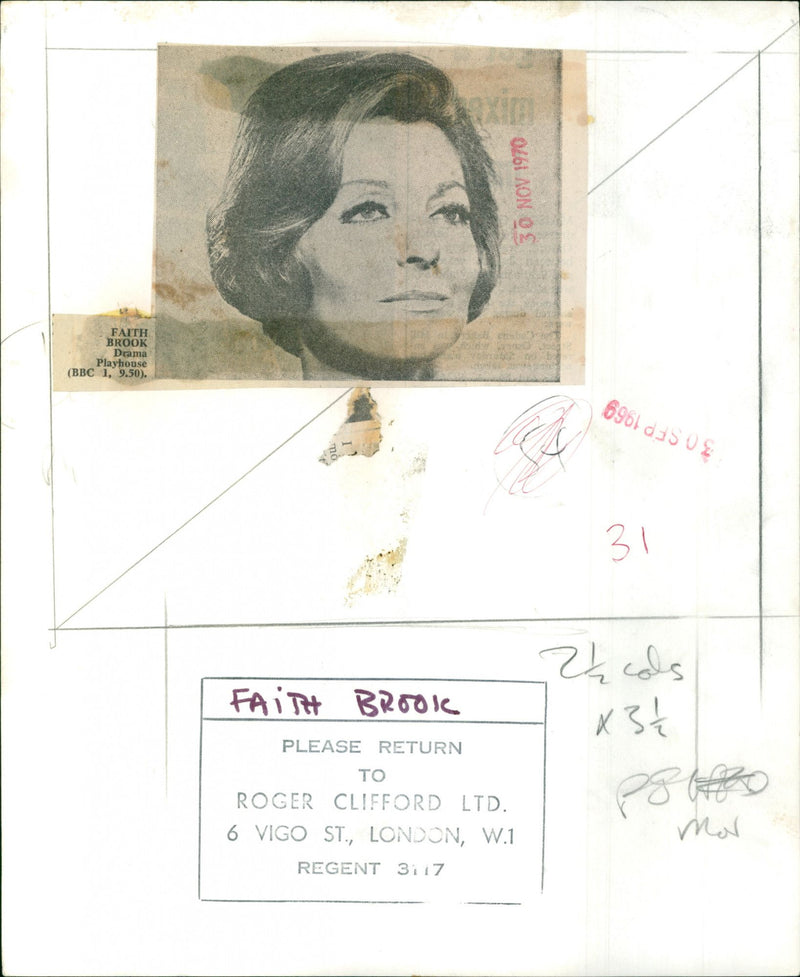 30 NOV 1970
FAITH
BROOK
Drama
Playhouse
(BBC 1, 9.50).
30 SEP 1969
31
2½ cols
x 3½
P8
FAITH BROOK
PLEASE RETURN
TO
ROGER CLIFFORD LTD.
6 VIGO ST., LONDON, W.1
REGENT 3117